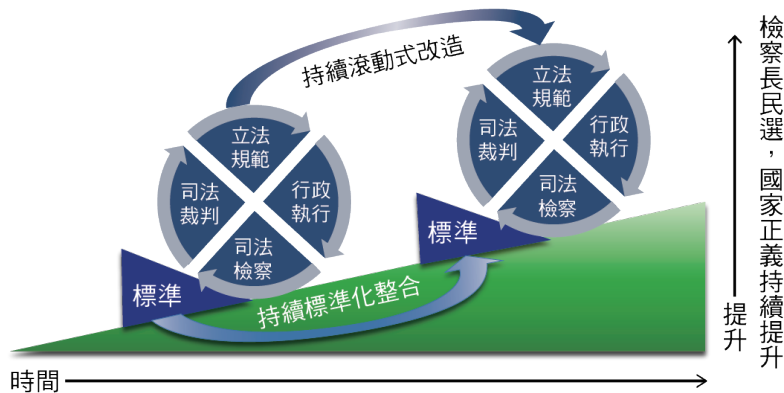 持續滾動式改造
立法
規範
行政
執行
司法
檢察
司法
裁判
標準
立法
規範
行政
執行
司法
檢察
司法
裁判
標準
持續標準化整合
時間
提升
檢察長民選，國家正義持續提升